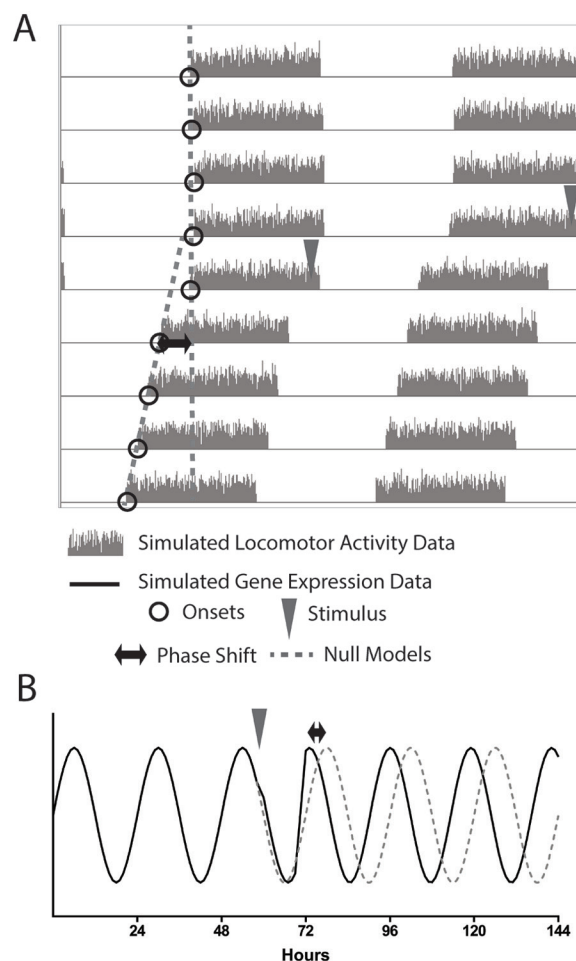 A
Simulated Locomotor Activity Data
Simulated Gene Expression Data
Onsets Stimulus
Phase Shift Null Models
B
24 48 72 96 120 144
Hours